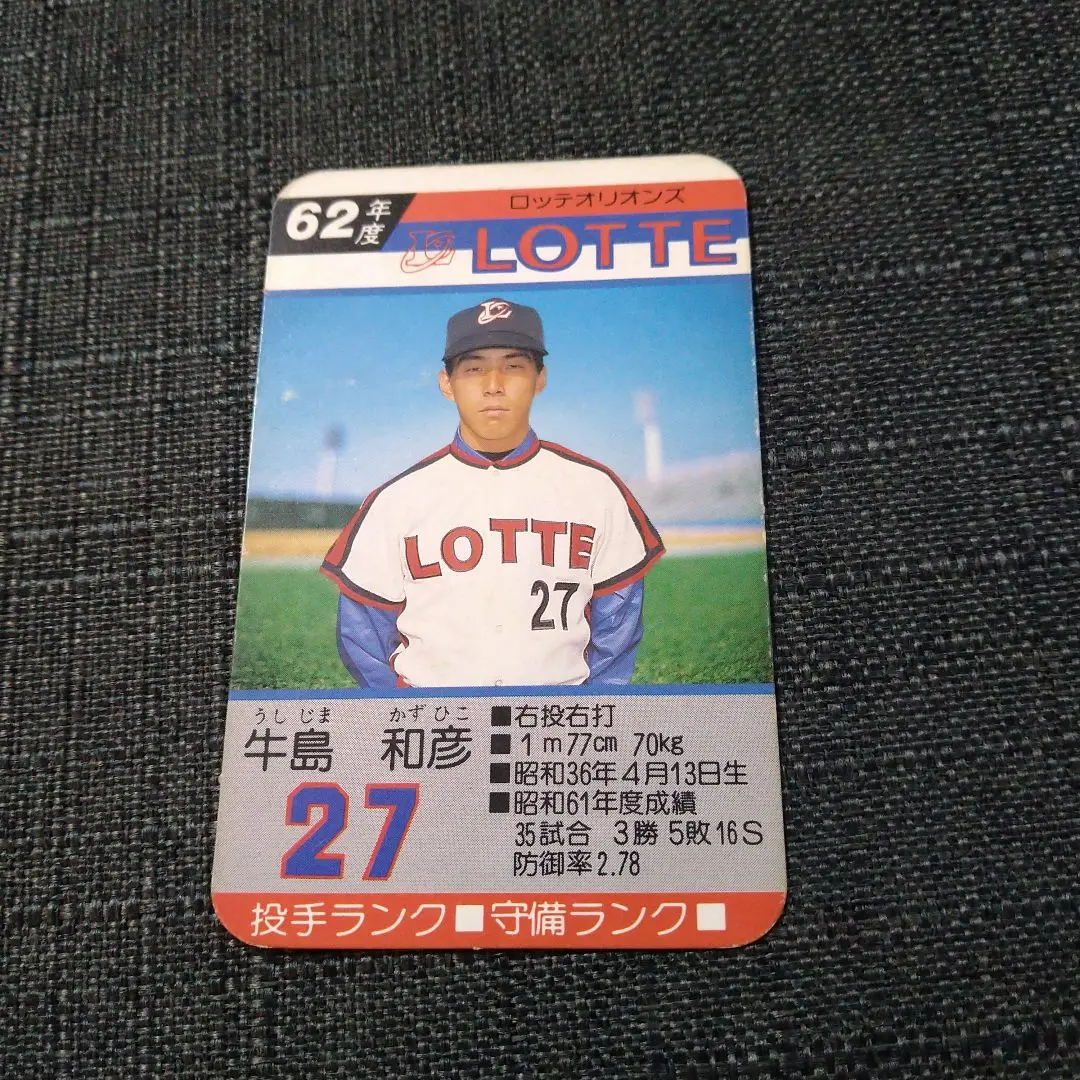 62年度
ロッテオリオンズ
LOTTE
LOTTE
27
うしじま かずひこ
牛島 和彦
27
■右投右打
■1m77cm 70kg
■昭和36年4月13日生
■昭和61年度成績
35試合 3勝5敗16S
防御率2.78
投手ランク■守備ランク■